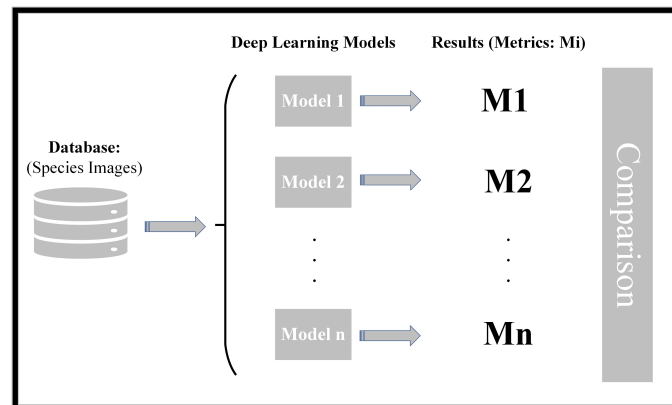 Deep Learning Models
Results (Metrics: Mi)
Database:
(Species Images)
Model 1
M1
Model 2
M2
Model n
Mn
Comparison